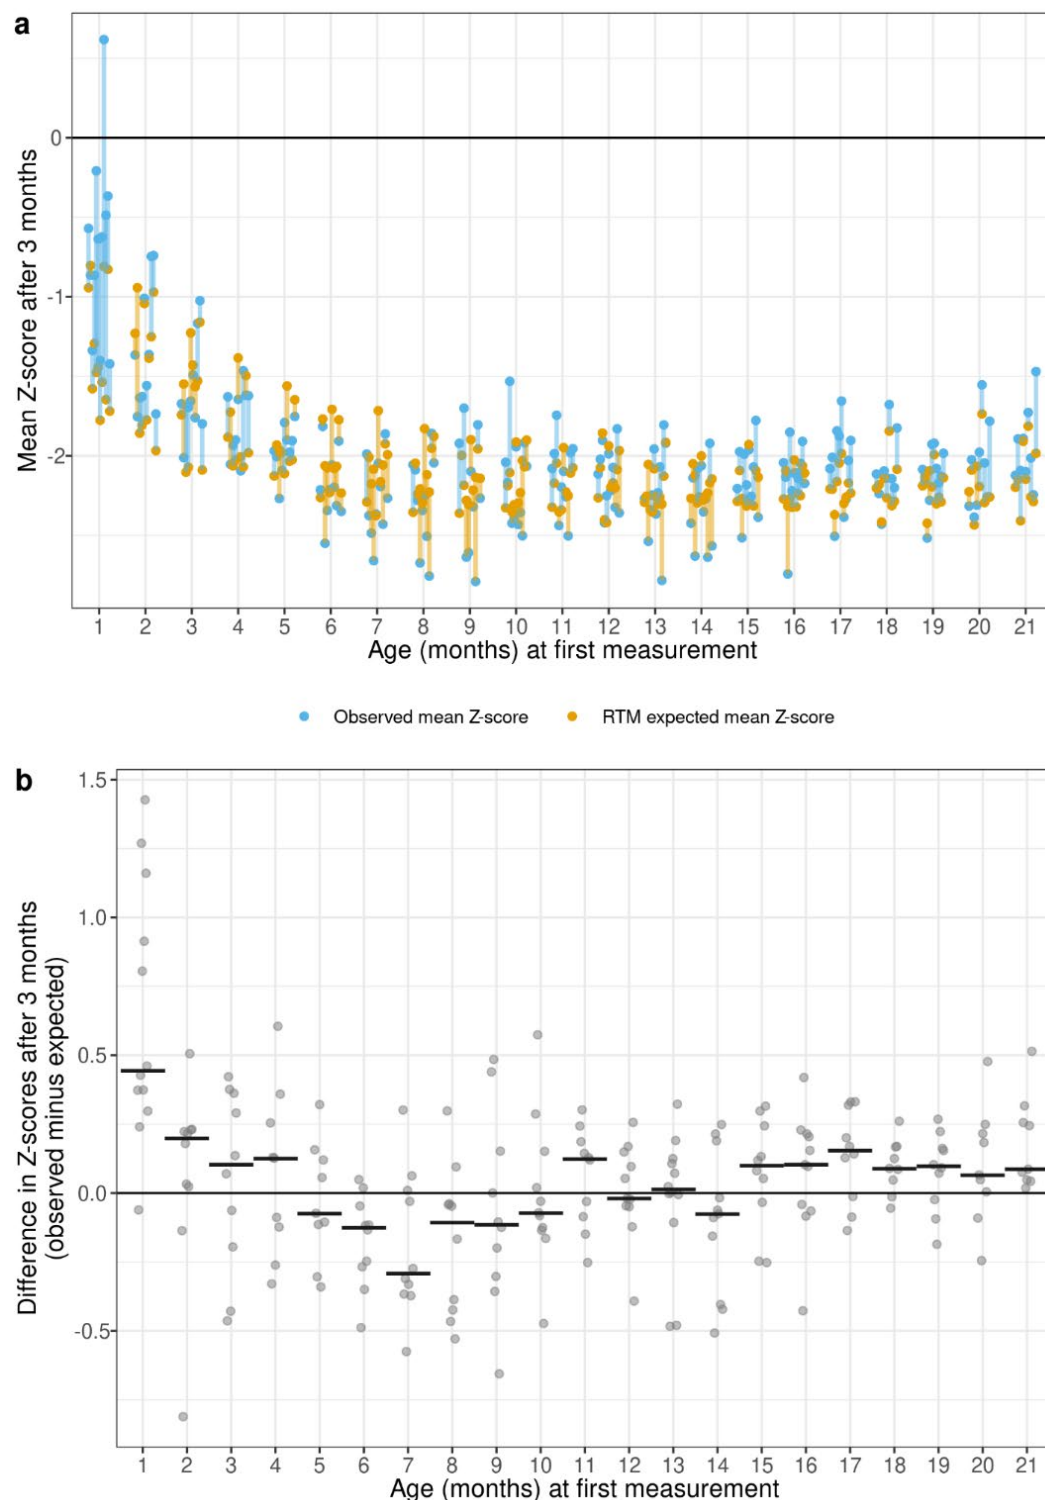 a
Mean Z-score after 3 months
0
-1
-2
1 2 3 4 5 6 7 8 9 10 11 12 13 14 15 16 17 18 19 20 21
Age (months) at first measurement
Observed mean Z-score RTM expected mean Z-score
b
Difference in Z-scores after 3 months
(observed minus expected)
1.5
1.0
0.5
0.0
-0.5
1 2 3 4 5 6 7 8 9 10 11 12 13 14 15 16 17 18 19 20 21
Age (months) at first measurement